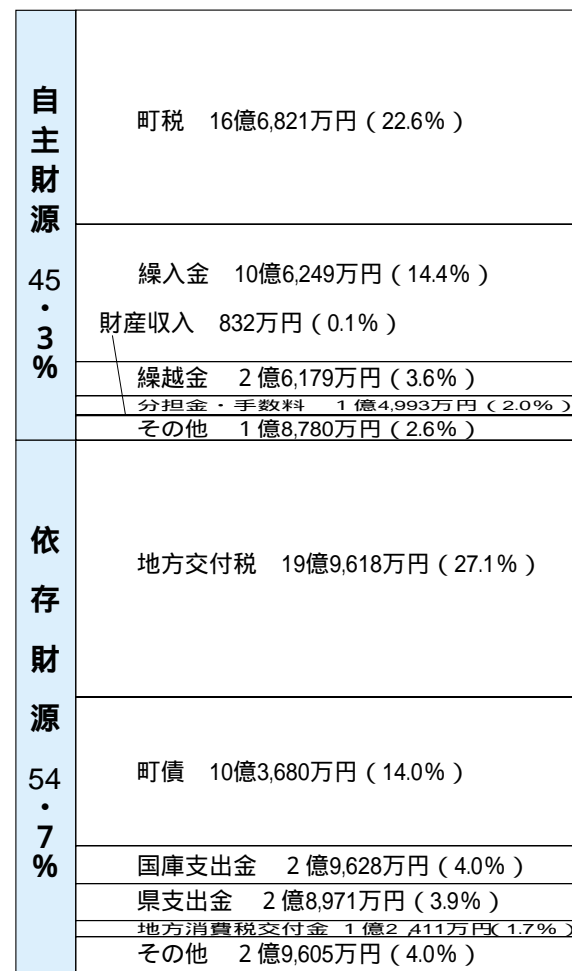 自主財源 45・3%
町税 16億6,821万円(22.6%)
繰入金 10億6,249万円(14.4%)
財産収入 832万円(0.1%)
繰越金 2億6,179万円(3.6%)
分担金・手数料 1億4,993万円(2.0%)
その他 1億8,780万円(2.6%)
依存財源 54・7%
地方交付税 19億9,618万円(27.1%)
町債 10億3,680万円(14.0%)
国庫支出金 2億9,628万円(4.0%)
県支出金 2億8,971万円(3.9%)
地方消費税交付金 1億2,411万円(1.7%)
その他 2億9,605万円(4.0%)